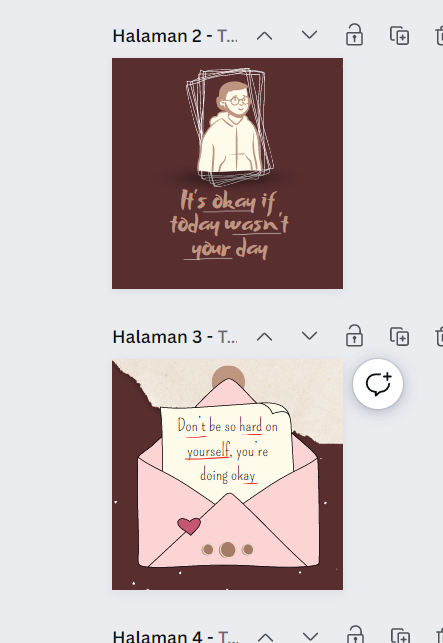 Halaman 2 - T...
It's okay if
today wasn't
your day
Halaman 3 - T...
Don't be so hard on
yourself, you're
doing okay
Halaman 4 - T...